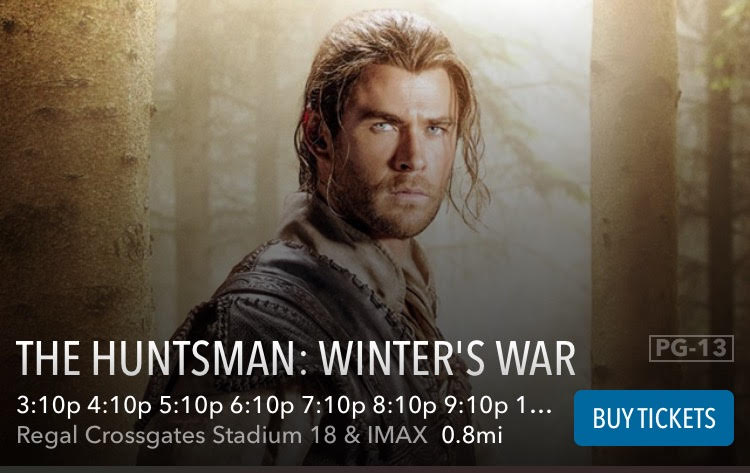 THE HUNTSMAN: WINTER'S WAR
PG-13
3:10p 4:10p 5:10p 6:10p 7:10p 8:10p 9:10p 1...
BUY TICKETS
Regal Crossgates Stadium 18 & IMAX 0.8mi